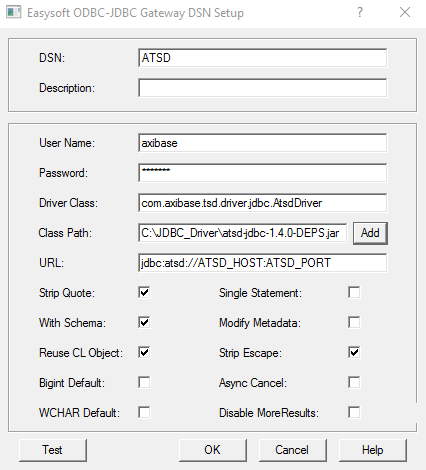 Easysoft ODBC-JDBC Gateway DSN Setup ?
DSN: ATSD
Description:
User Name: axibase
Password: *******
Driver Class: com.axibase.tsd.driver.jdbc.AtsdDriver
Class Path: C:\JDBC_Driver\atsd-jdbc-1.4.0-DEPS.jar Add
URL: jdbc:atsd://ATSD_HOST:ATSD_PORT
Strip Quote: Single Statement:
With Schema: Modify Metadata:
Reuse CL Object: Strip Escape:
Bigint Default: Async Cancel:
WCHAR Default: Disable MoreResults:
Test OK Cancel Help